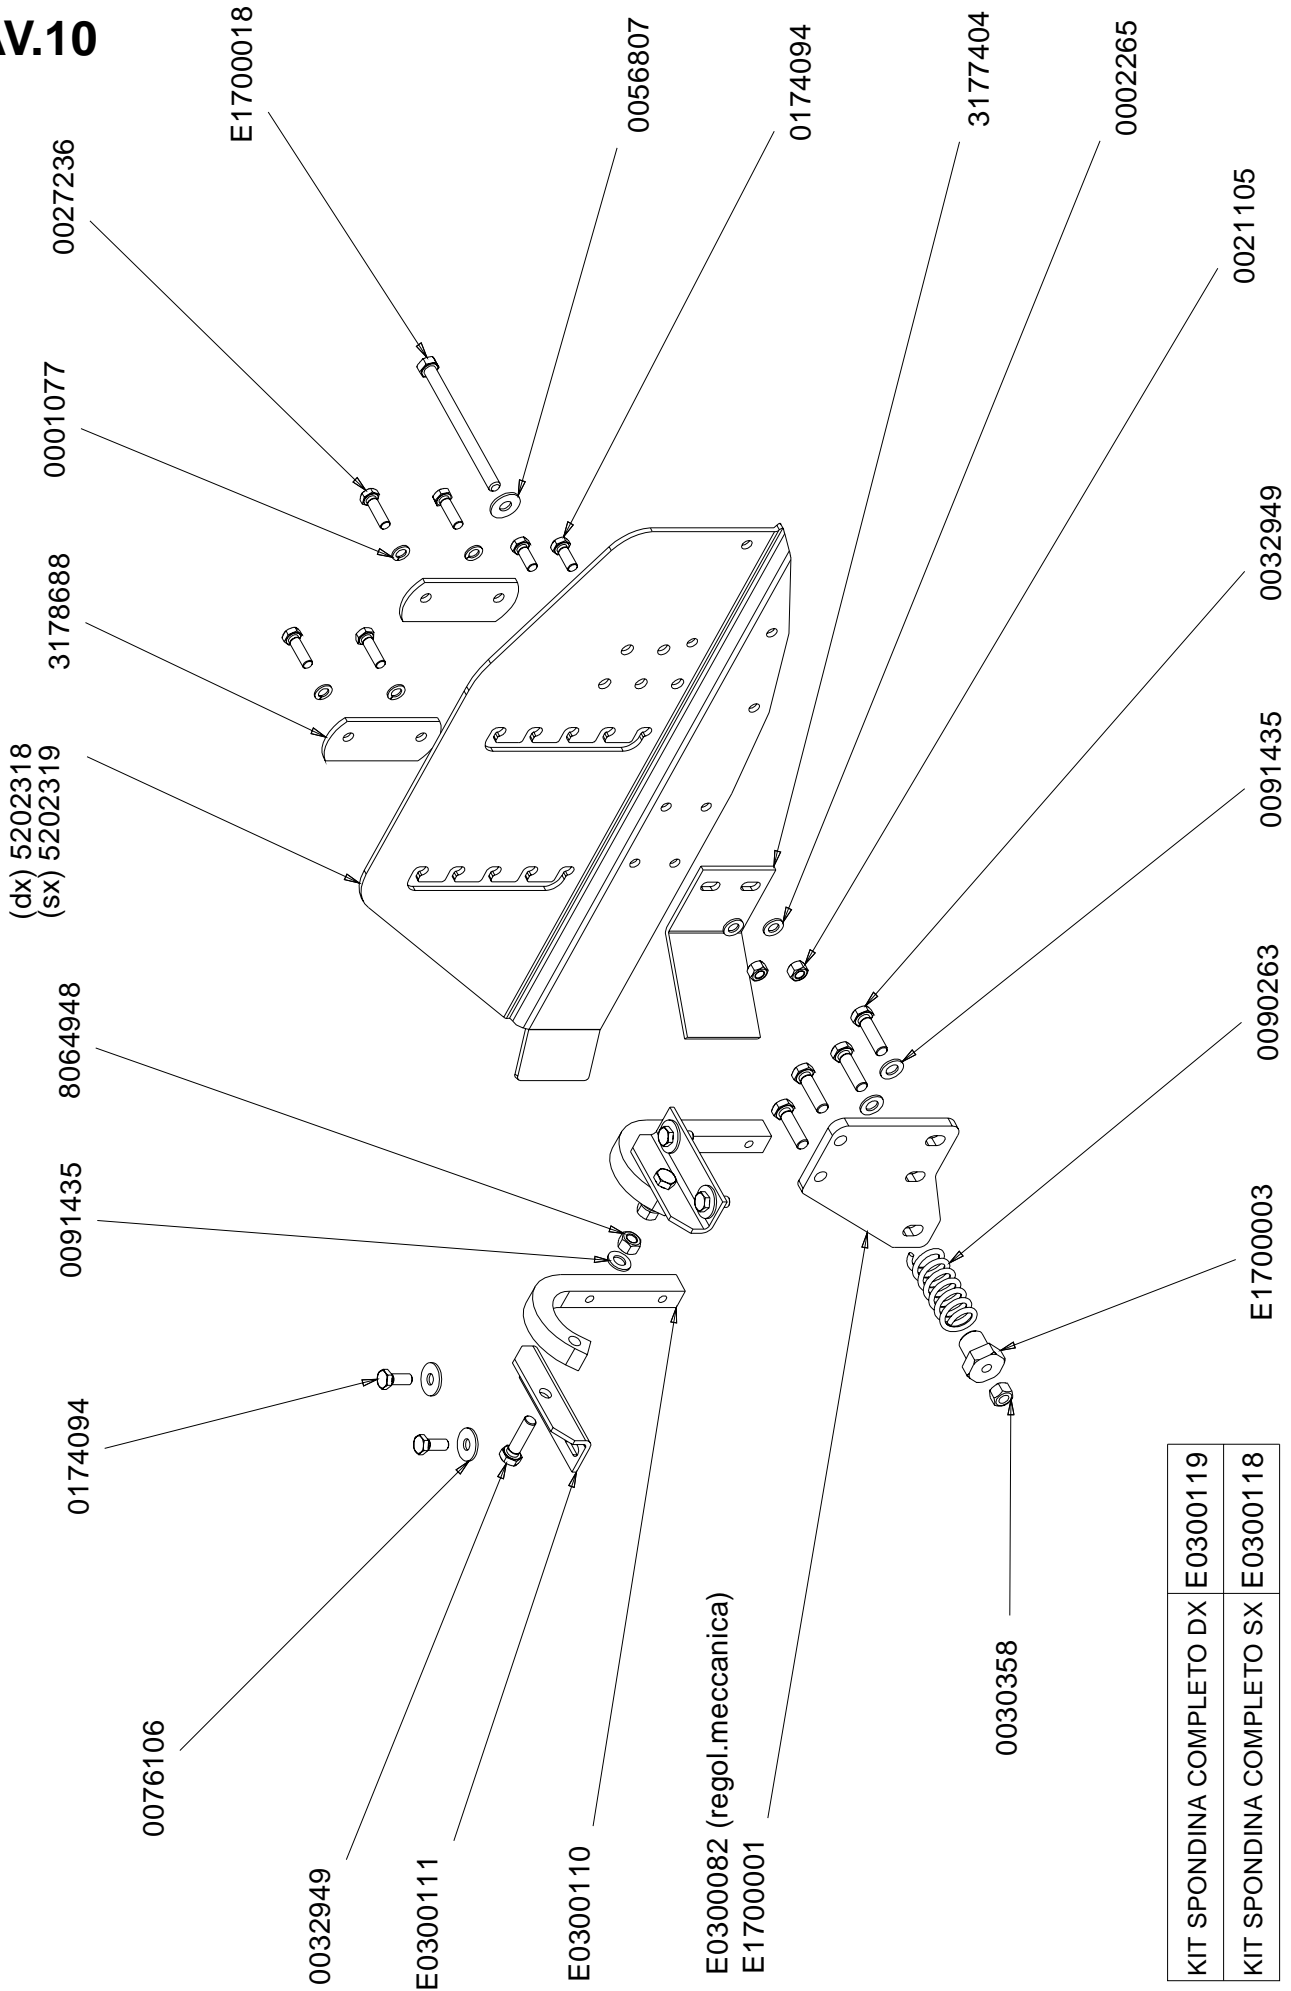 AV.10
E1700018
0027236
0056807
0174094
3177404
0002265
0021105
0001077
3178688
(dx) 5202318
(sx) 5202319
0032949
0091435
0090263
E1700003
8064948
0091435
0174094
0076106
0032949
E0300111
E0300110
E0300082 (regol.meccanica)
E1700001
0030358
KIT SPONDINA COMPLETO DX E0300119
KIT SPONDINA COMPLETO SX E0300118